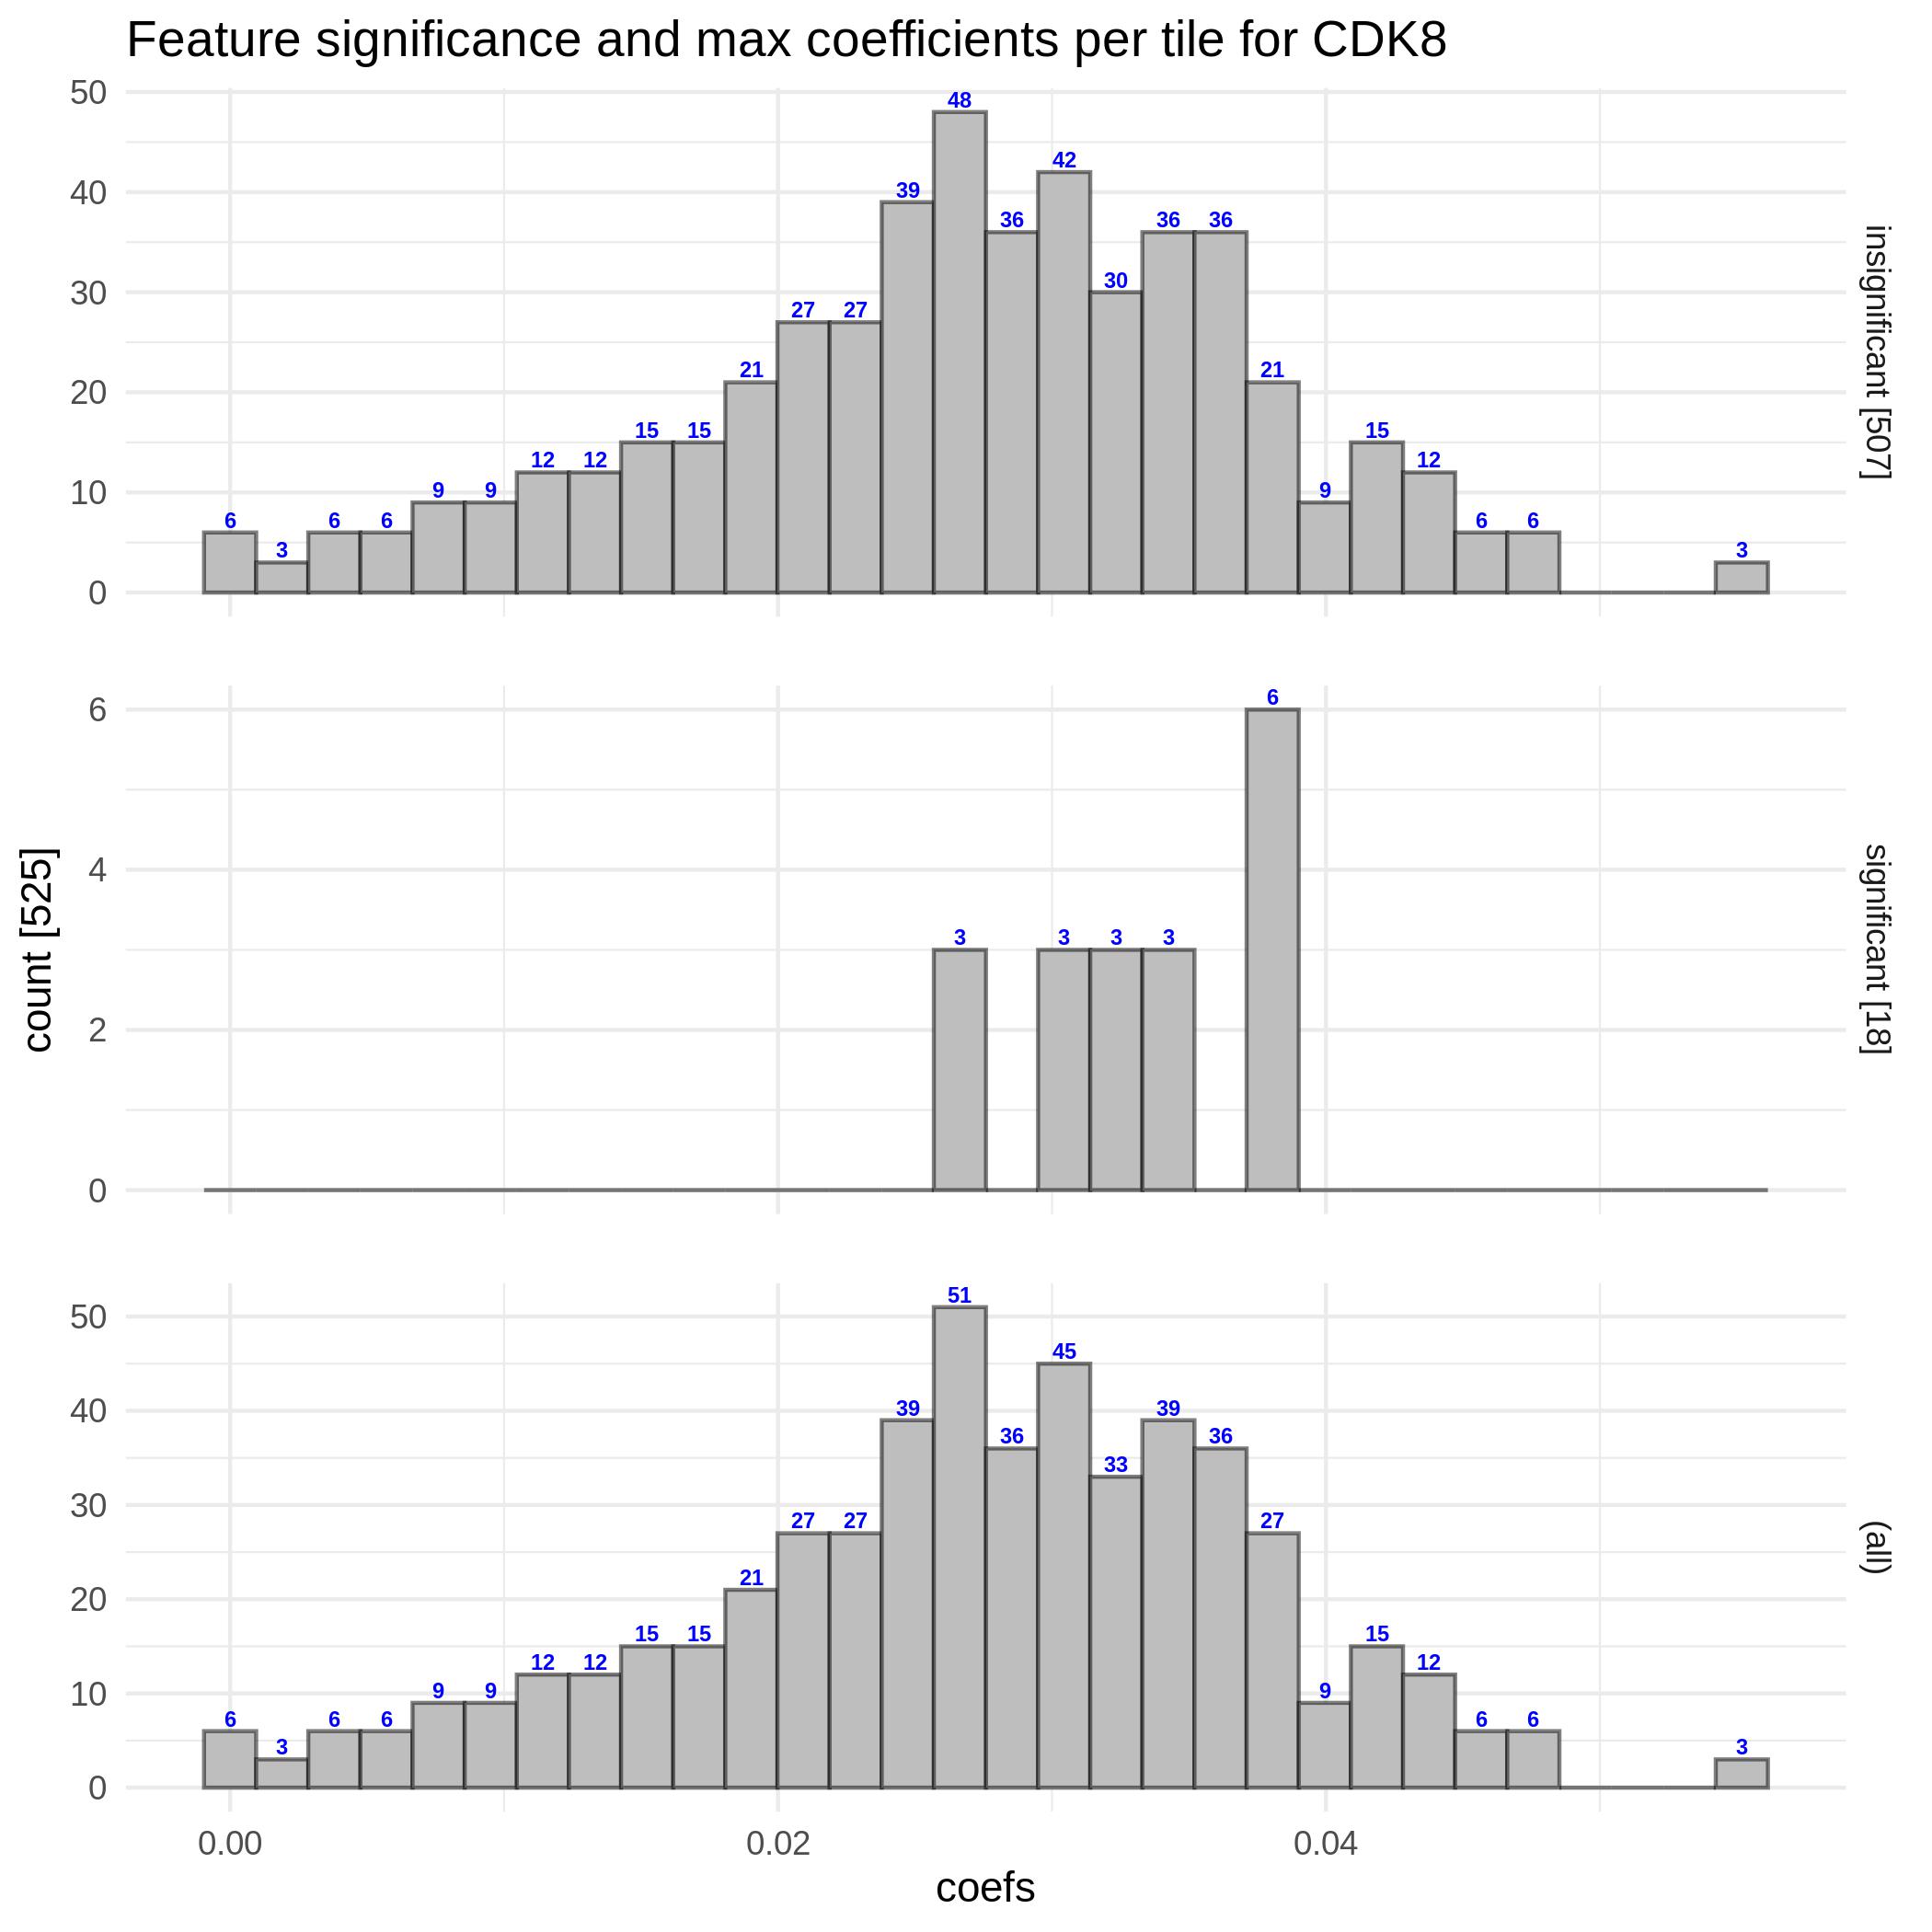 Feature significance and max coefficients per tile for CDK8
50
40
30
20
10
0
6 3 6 6 9 9 12 12 15 15 21 27 27 39 48 36 42 30 36 36 21 9 15 12 6 6 3
insignificant [507]
6
4
2
0
3 3 3 3 6
significant [18]
count [525]
50
40
30
20
10
0
6 3 6 6 9 9 12 12 15 15 21 27 27 39 51 36 45 33 39 36 27 9 15 12 6 6 3
(all)
0.00 0.02 0.04
coefs